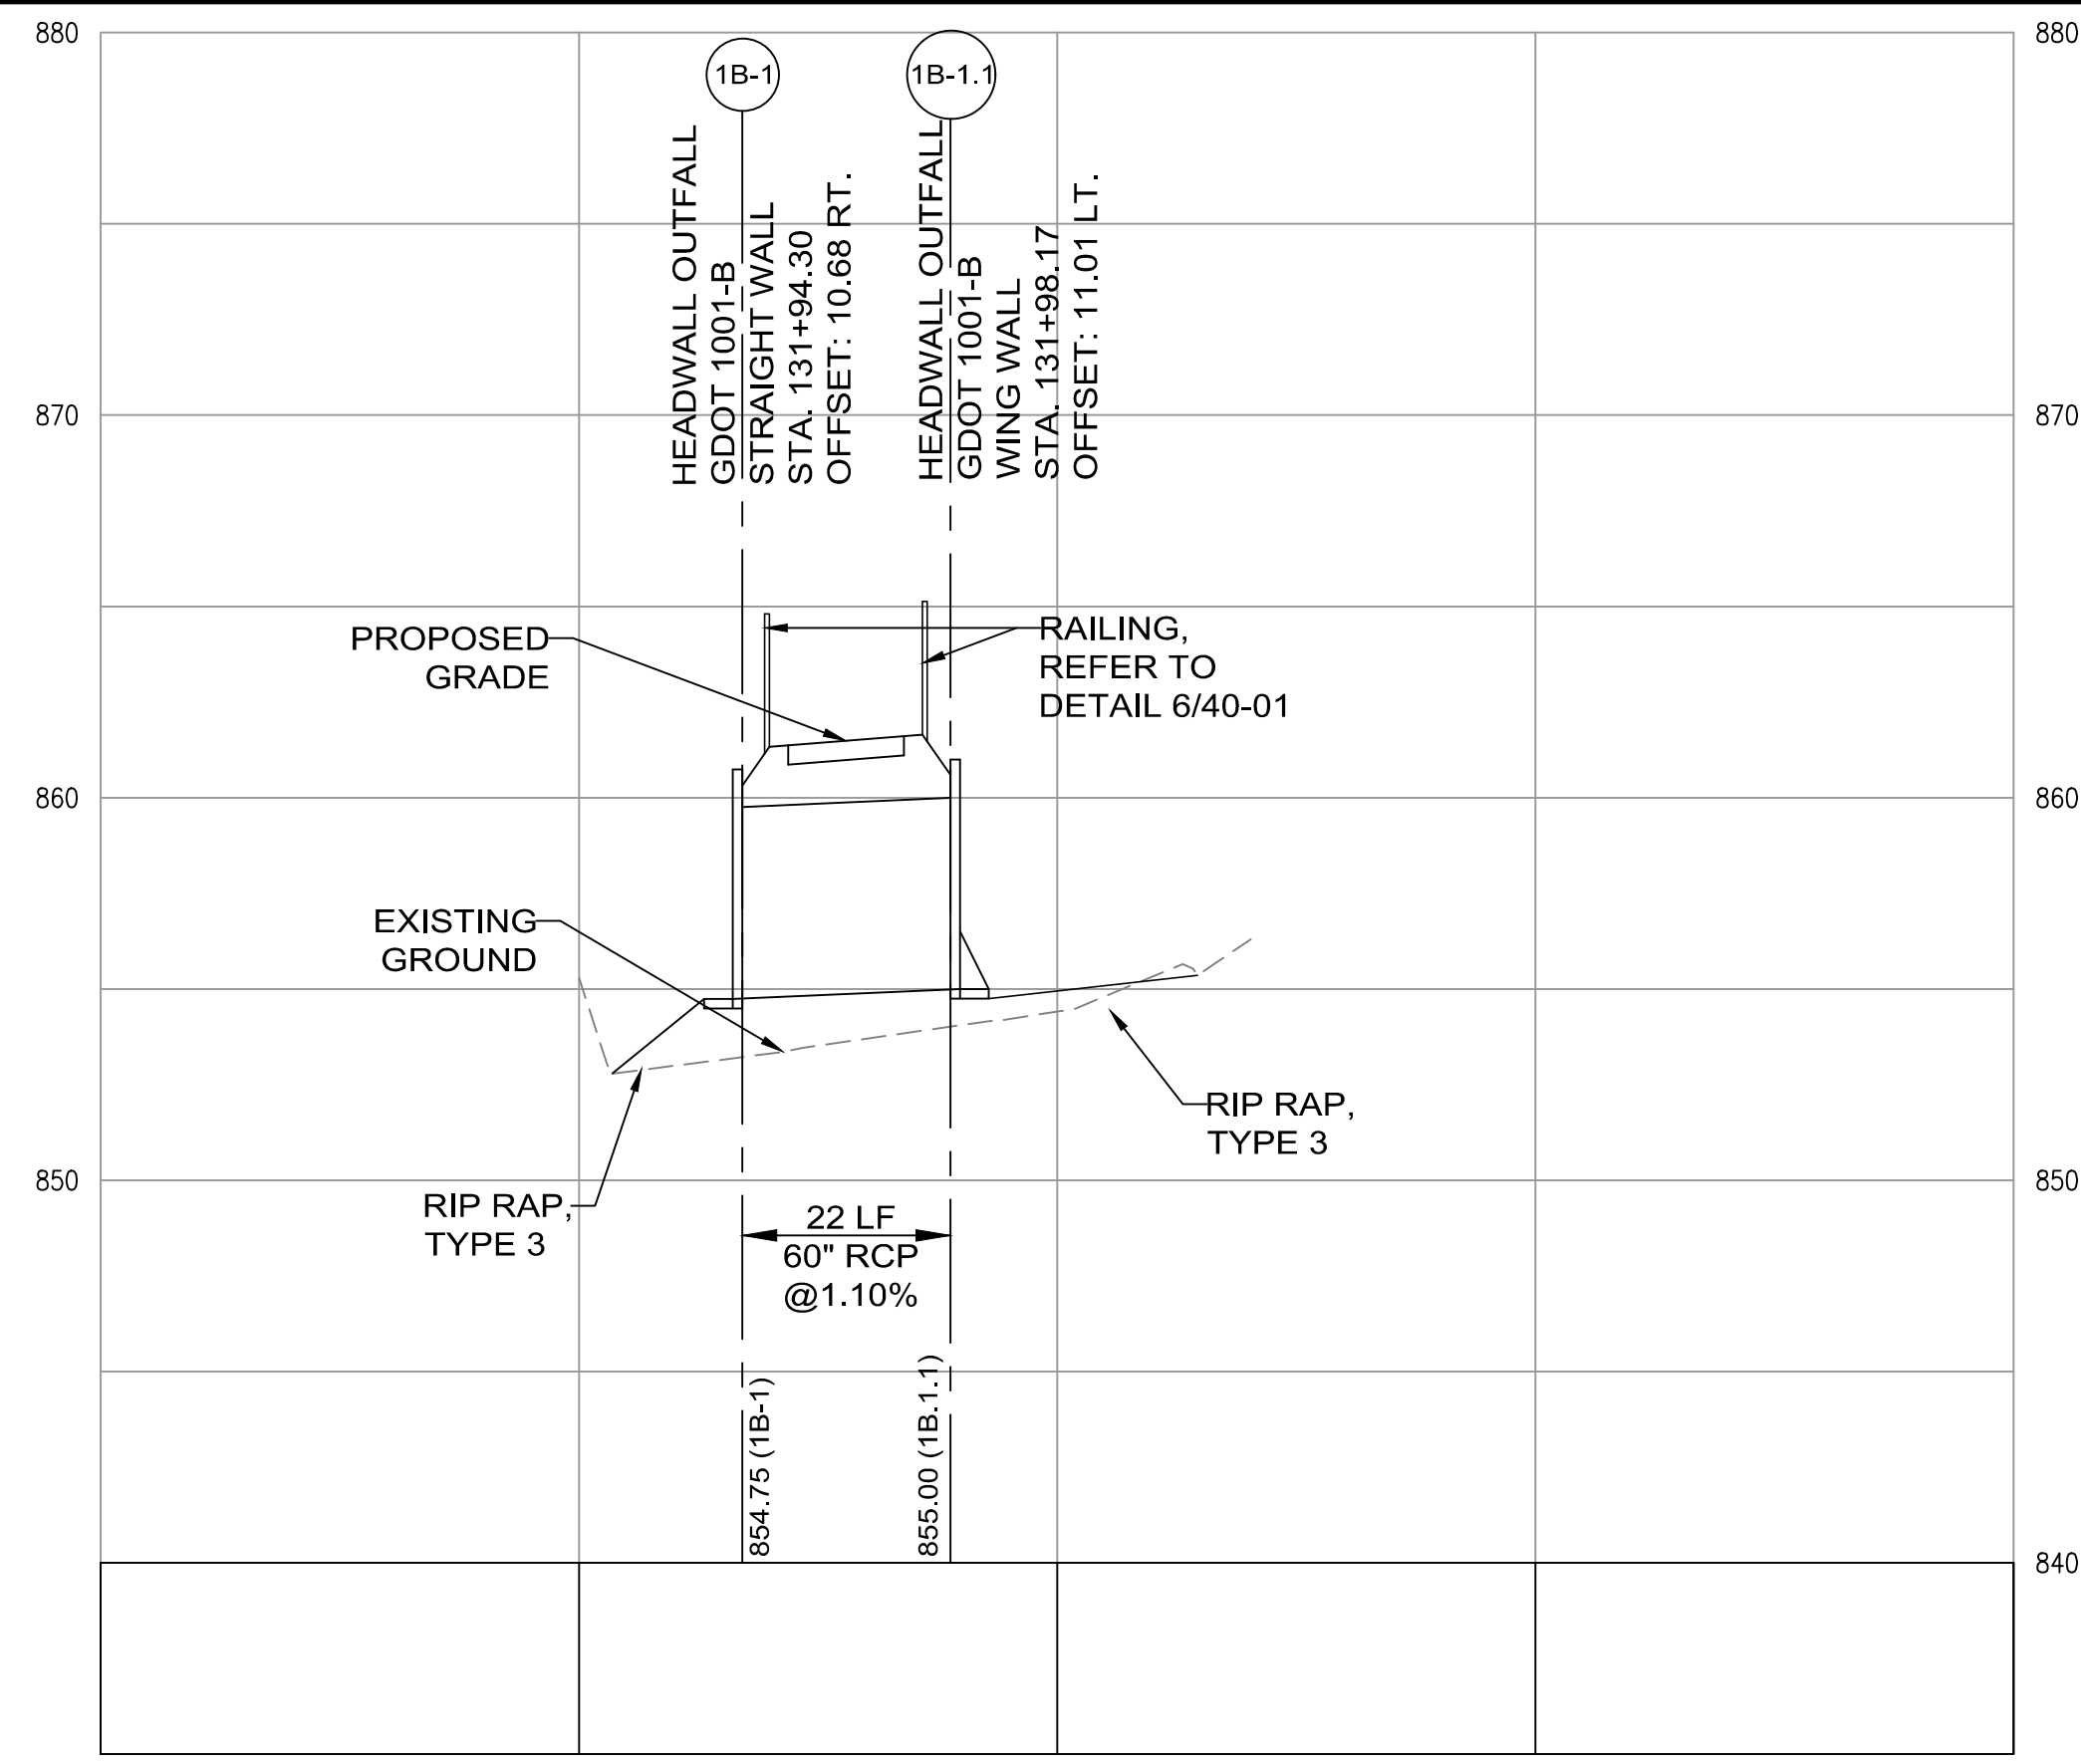 880
880
1B-1
1B-1.1
HEADWALL OUTFALL
GDOT 1001-B
STRAIGHT WALL
STA. 131+94.30
OFFSET: 10.68 RT.
HEADWALL OUTFALL
GDOT 1001-B
WING WALL
STA. 131+98.17
OFFSET: 11.01 LT.
870
870
PROPOSED
GRADE
RAILING,
REFER TO
DETAIL 6/40-01
860
860
EXISTING
GROUND
RIP RAP,
TYPE 3
850
850
RIP RAP,
TYPE 3
22 LF
60" RCP
@1.10%
854.75 (1B-1)
855.00 (1B.1.1)
840